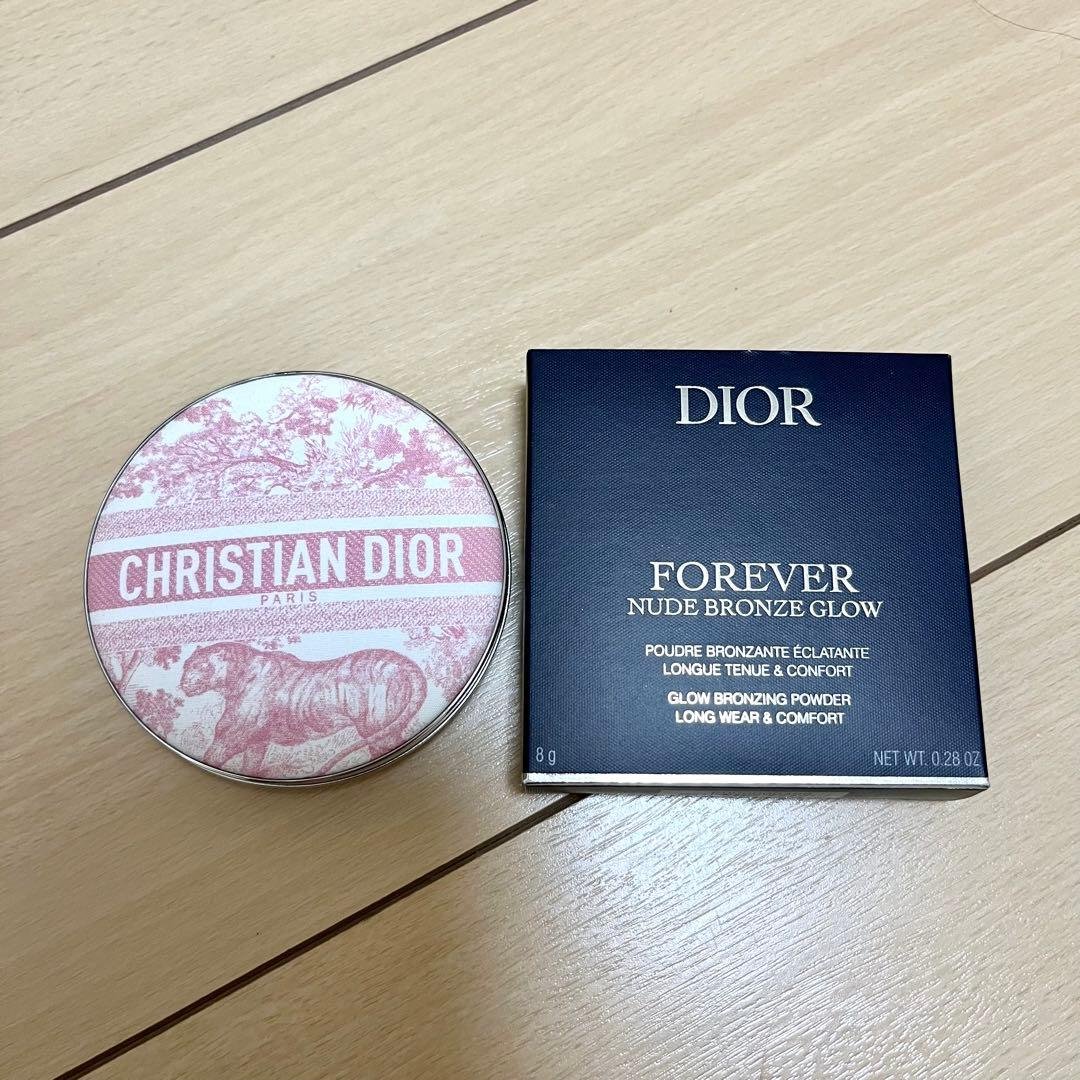 CHRISTIAN DIOR
PARIS
DIOR
FOREVER
NUDE BRONZE GLOW
POUDRE BRONZANTE ÉCLATANTE
LONGUE TENUE & CONFORT
GLOW BRONZING POWDER
LONG WEAR & COMFORT
8 g
NET WT. 0.28 OZ